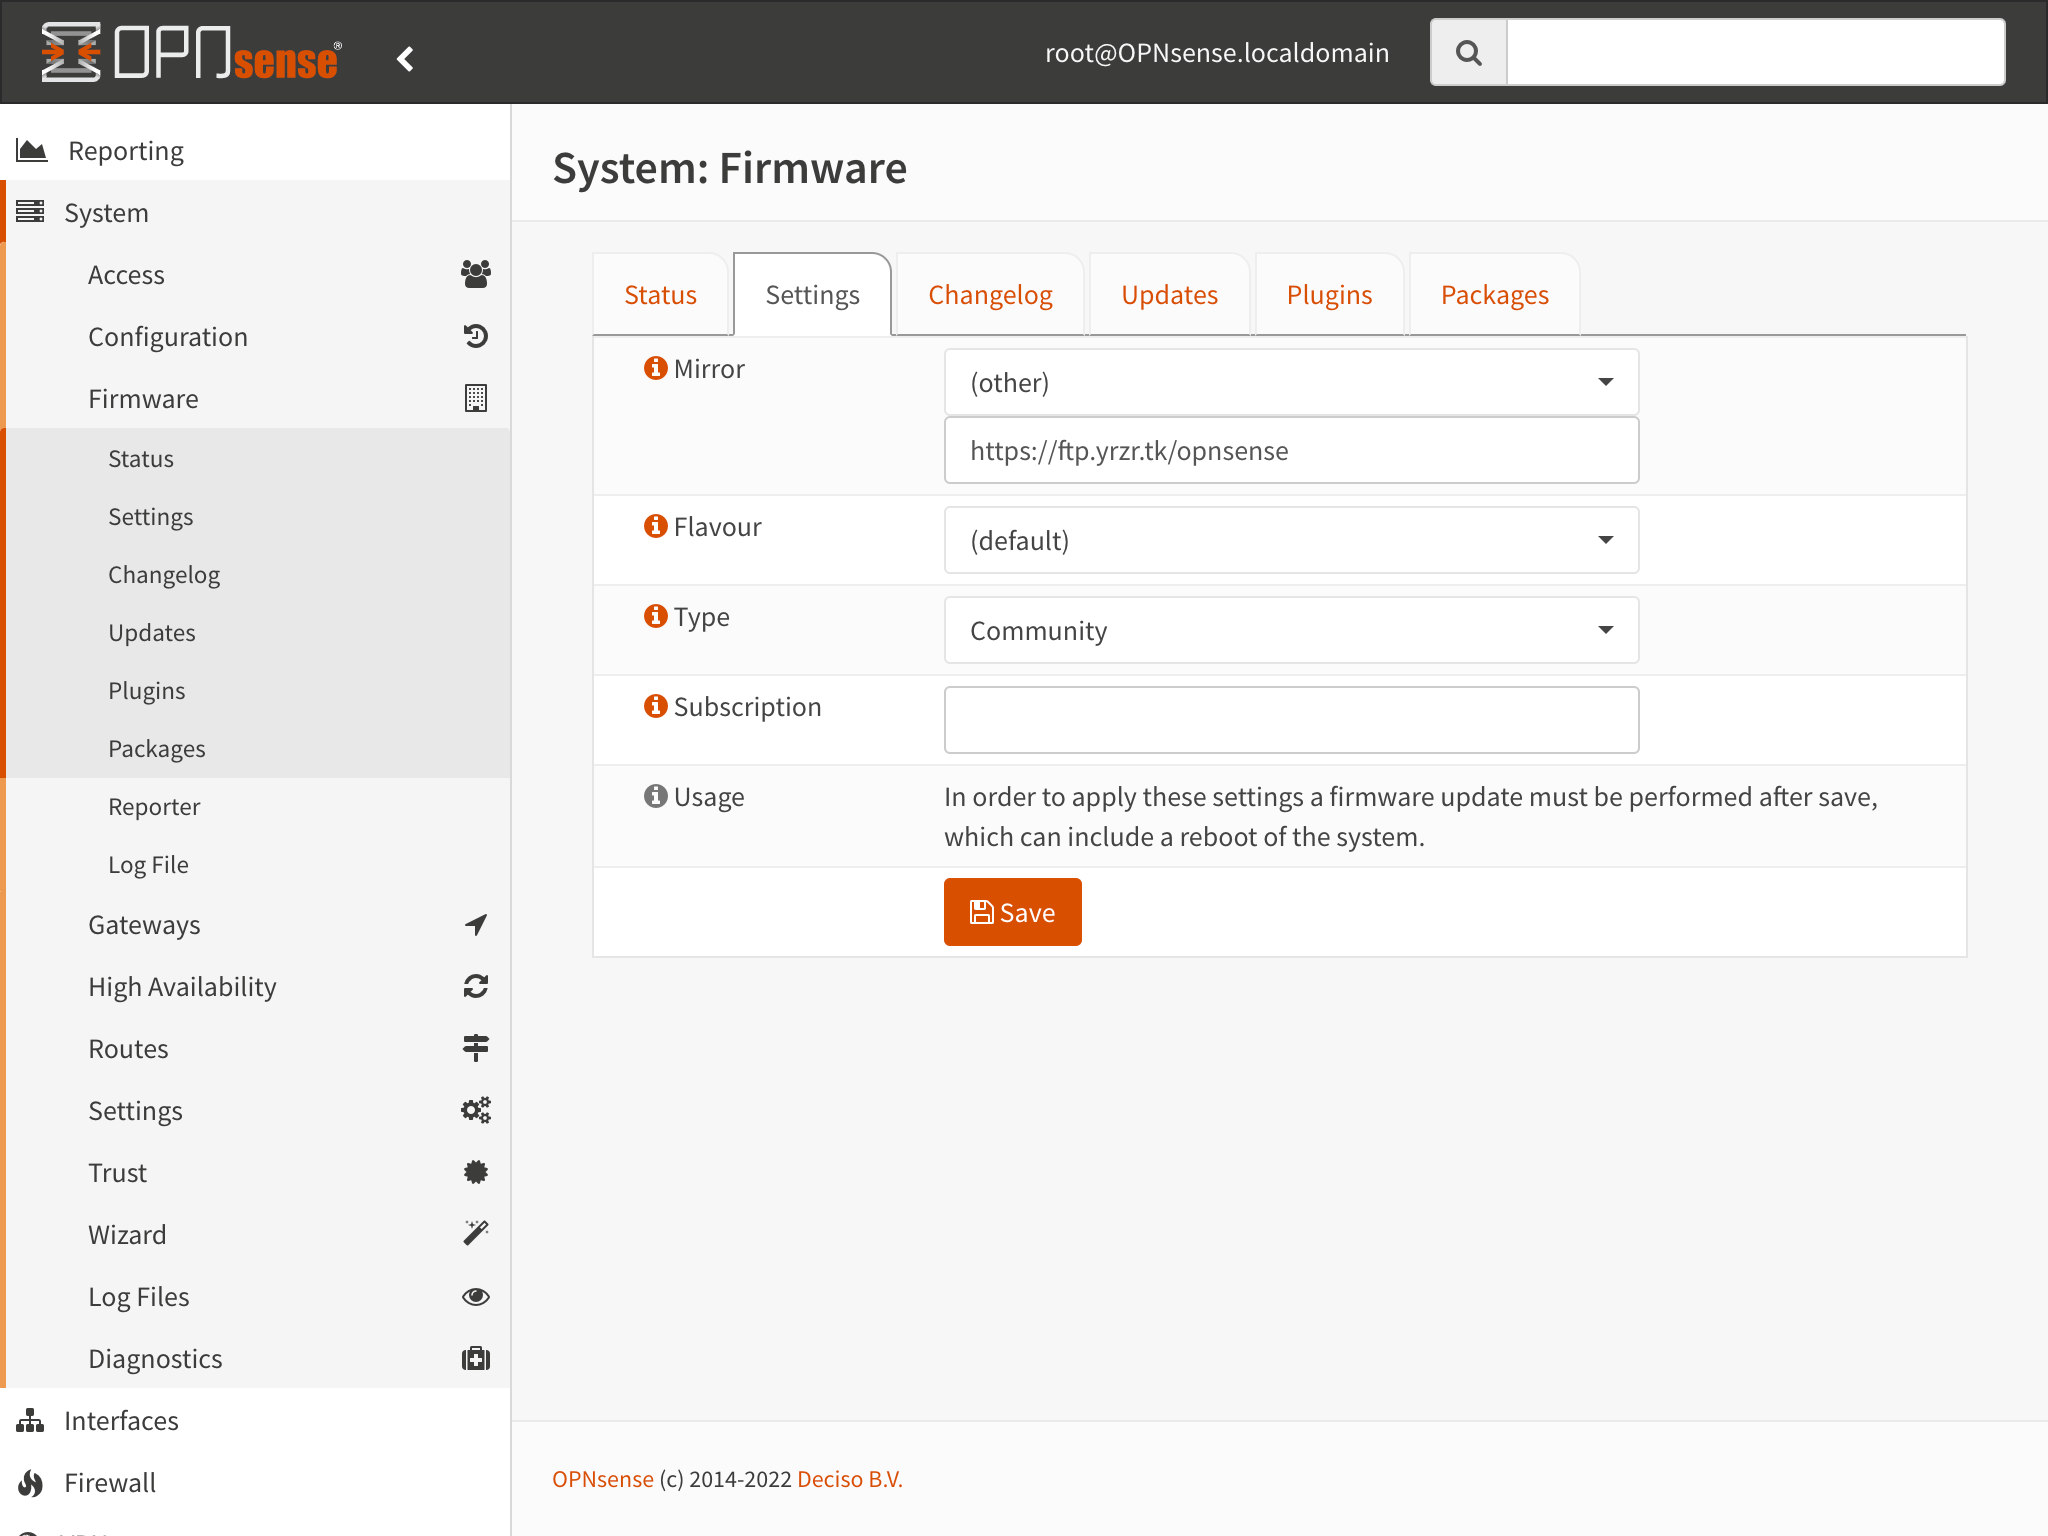 OPNsense®
root@OPNsense.localdomain
Reporting
System
Access
Configuration
Firmware
Status
Settings
Changelog
Updates
Plugins
Packages
Reporter
Log File
Gateways
High Availability
Routes
Settings
Trust
Wizard
Log Files
Diagnostics
Interfaces
Firewall
System: Firmware
Status Settings Changelog Updates Plugins Packages
Mirror (other)
https://ftp.yrzr.tk/opnsense
Flavour (default)
Type Community
Subscription
Usage In order to apply these settings a firmware update must be performed after save,
which can include a reboot of the system.
Save
OPNsense (c) 2014-2022 Deciso B.V.